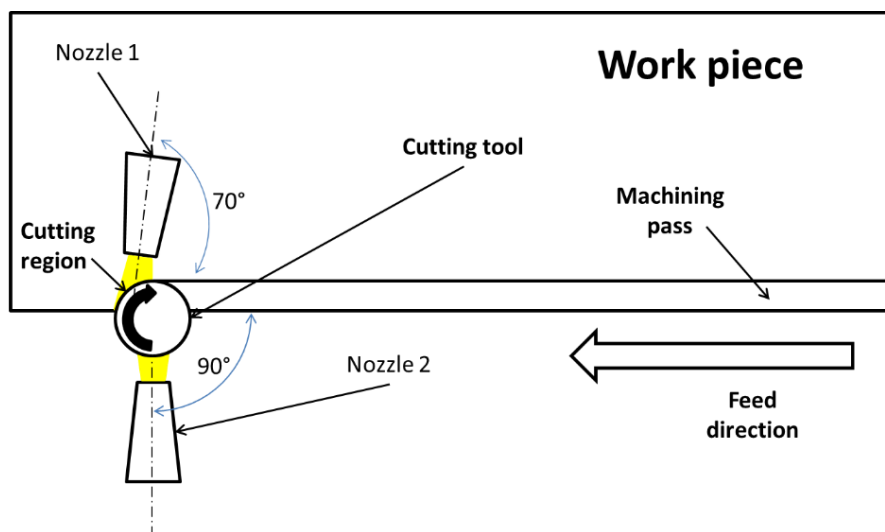 Nozzle 1
Work piece
Cutting tool
70°
Machining
pass
Cutting
region
90°
Nozzle 2
Feed
direction